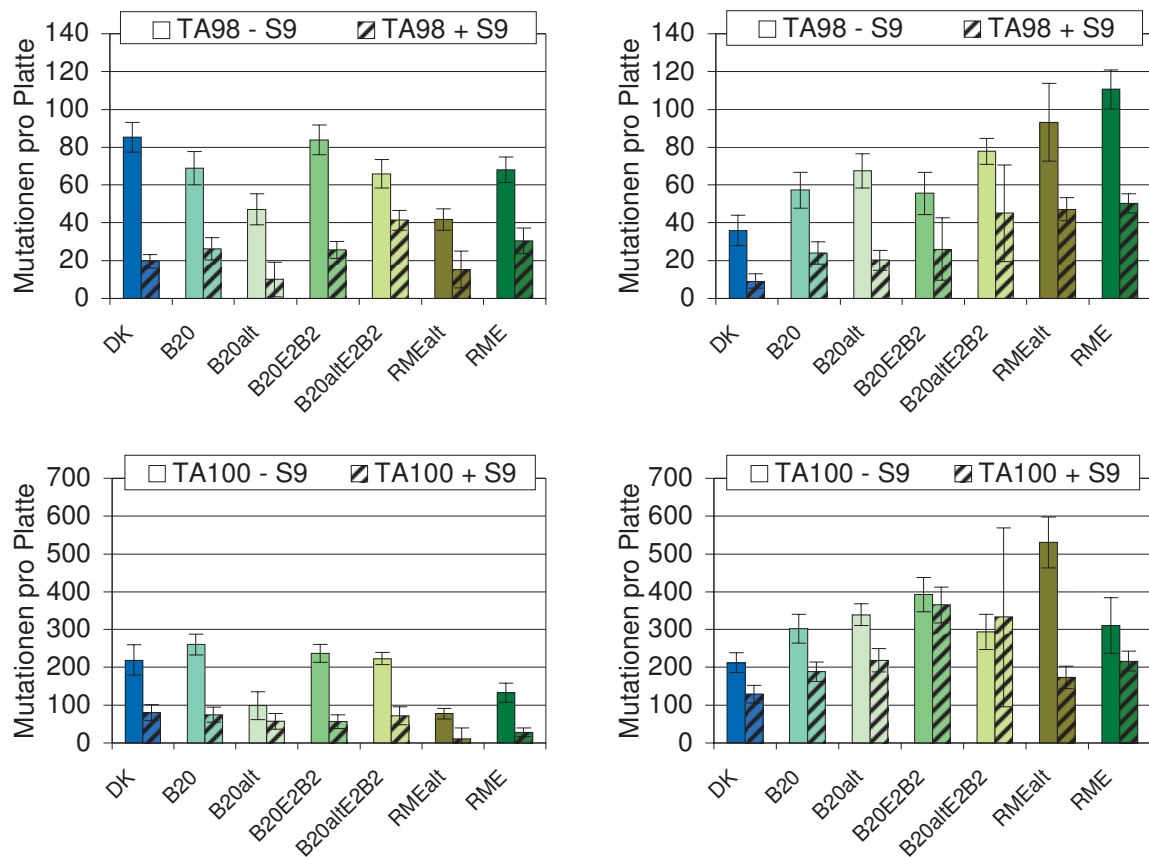 TA98 - S9 TA98 + S9
Mutationen pro Platte
140
120
100
80
60
40
20
0
DK B20 B20alt B20E2B2 B20altE2B2 RMEalt RME
TA98 - S9 TA98 + S9
Mutationen pro Platte
140
120
100
80
60
40
20
0
DK B20 B20alt B20E2B2 B20altE2B2 RMEalt RME
TA100 - S9 TA100 + S9
Mutationen pro Platte
700
600
500
400
300
200
100
0
DK B20 B20alt B20E2B2 B20altE2B2 RMEalt RME
TA100 - S9 TA100 + S9
Mutationen pro Platte
700
600
500
400
300
200
100
0
DK B20 B20alt B20E2B2 B20altE2B2 RMEalt RME